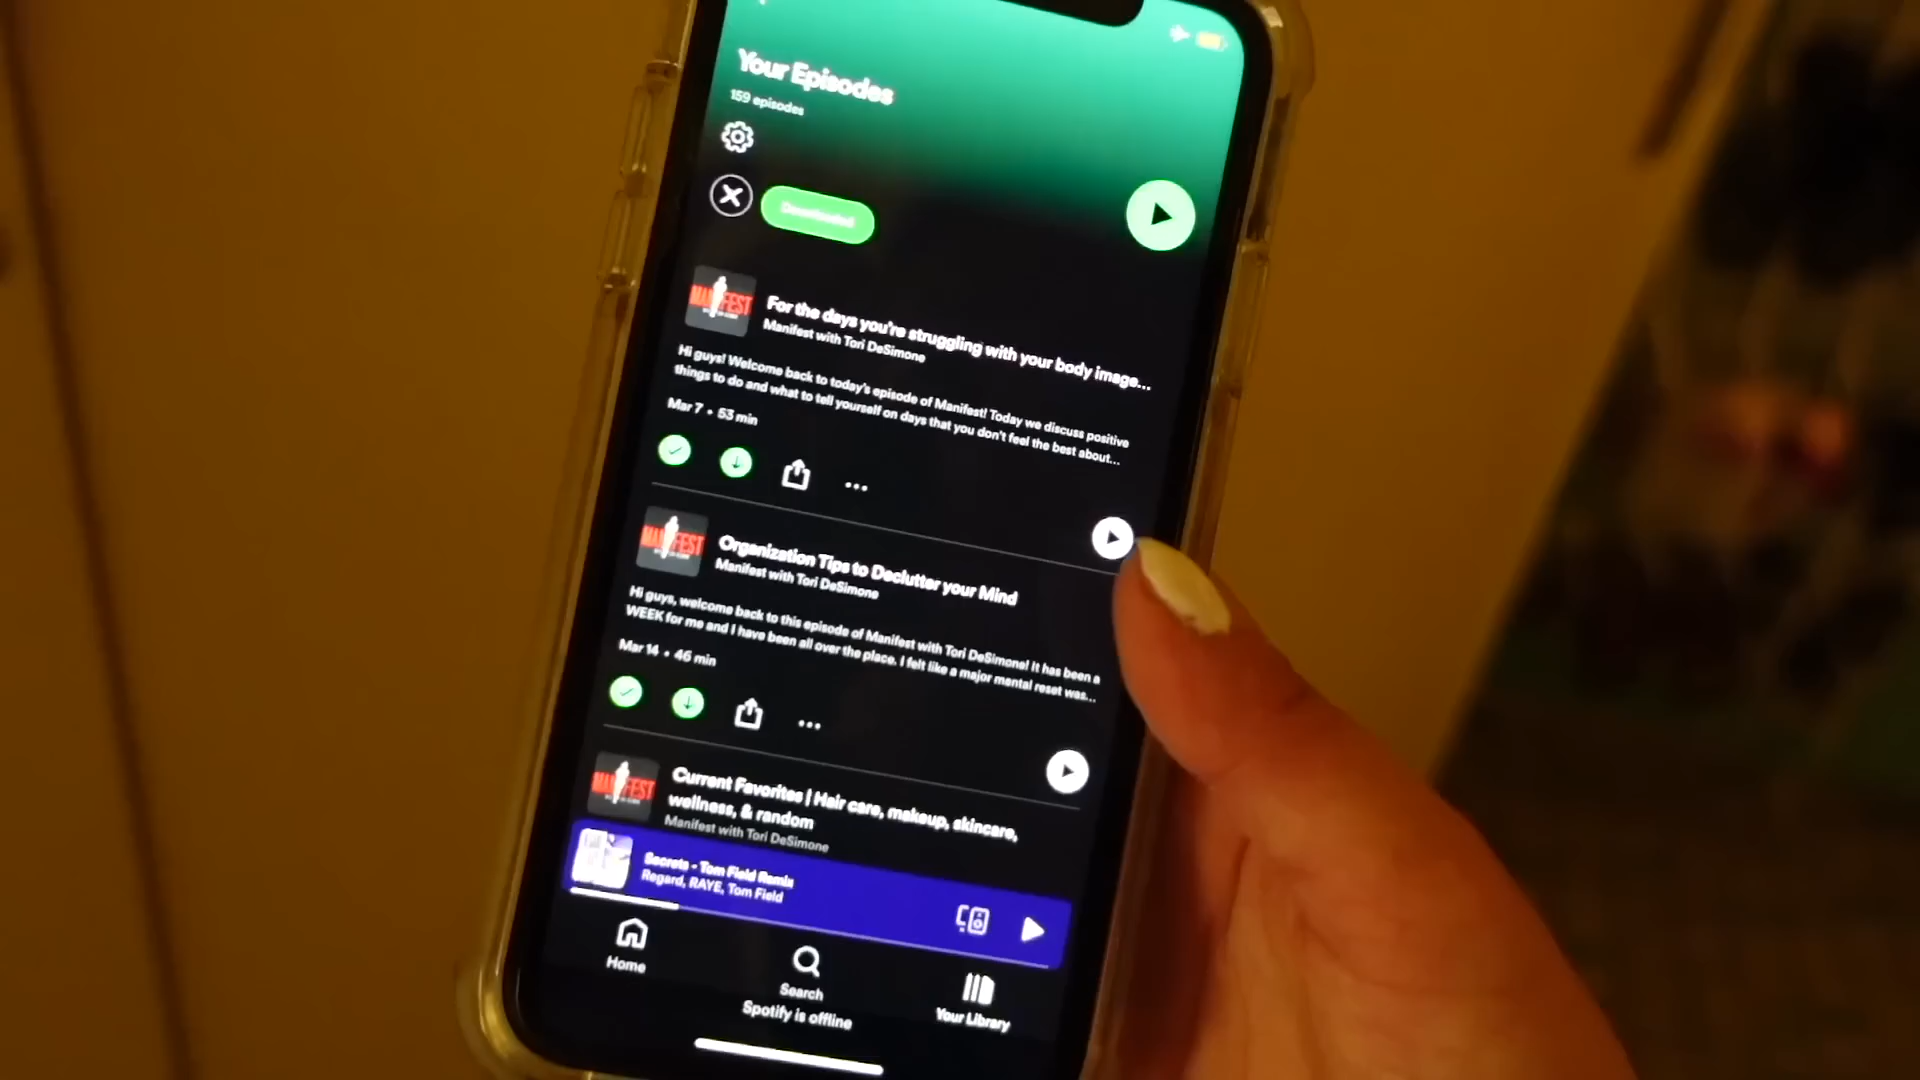 Your Episodes
159 episodes
Downloaded
MANIFEST
For the days you're struggling with your body image...
Manifest with Tori DeSimone
Hi guys! Welcome back to today's episode of Manifest! Today we discuss positive
things to do and what to tell yourself on days that you don't feel the best about...
Mar 7 • 53 min
MANIFEST
Organization Tips to Declutter your Mind
Manifest with Tori DeSimone
Hi guys, welcome back to this episode of Manifest with Tori DeSimone! It has been a
WEEK for me and I have been all over the place. I felt like a major mental reset was...
Mar 14 • 46 min
MANIFEST
Current Favorites | Hair care, makeup, skincare,
wellness, & random
Manifest with Tori DeSimone
Secrets - Tom Field Remix
Regard, RAYE, Tom Field
Home
Search
Your Library
Spotify is offline